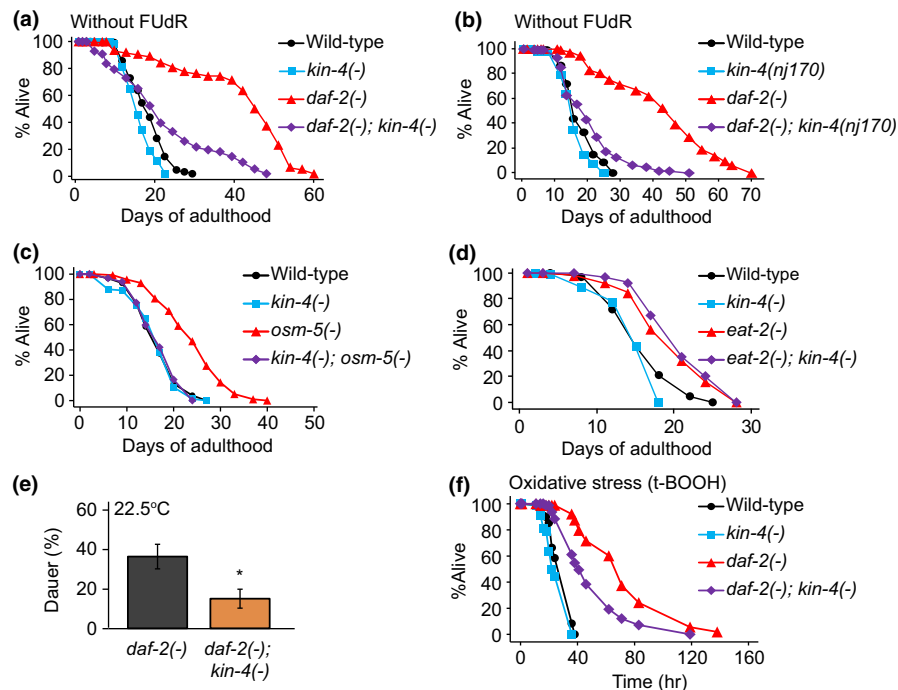 (a) Without FUdR
% Alive
100
80
60
40
20
0
0 20 40 60
Days of adulthood
Wild-type
kin-4(-)
daf-2(-)
daf-2(-); kin-4(-)
(b) Without FUdR
% Alive
100
80
60
40
20
0
0 10 20 30 40 50 60 70
Days of adulthood
Wild-type
kin-4(nj170)
daf-2(-)
daf-2(-); kin-4(nj170)
(c)
% Alive
100
80
60
40
20
0
0 10 20 30 40 50
Days of adulthood
Wild-type
kin-4(-)
osm-5(-)
kin-4(-); osm-5(-)
(d)
% Alive
100
80
60
40
20
0
0 10 20 30
Days of adulthood
Wild-type
kin-4(-)
eat-2(-)
eat-2(-); kin-4(-)
(e)
22.5°C
Dauer (%)
60
40
20
0
*
daf-2(-)
daf-2(-);
kin-4(-)
(f) Oxidative stress (t-BOOH)
%Alive
100
80
60
40
20
0
0 40 80 120 160
Time (hr)
Wild-type
kin-4(-)
daf-2(-)
daf-2(-); kin-4(-)